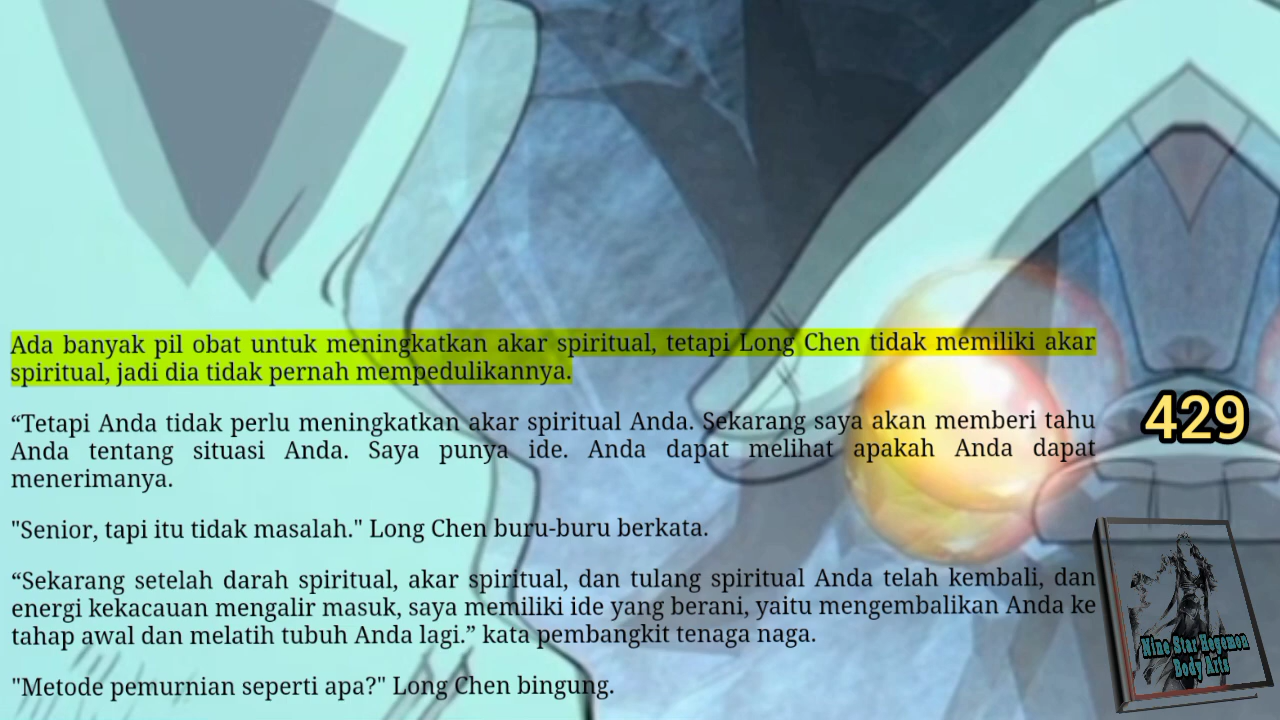 Ada banyak pil obat untuk meningkatkan akar spiritual, tetapi Long Chen tidak memiliki akar
spiritual, jadi dia tidak pernah mempedulikannya.
“Tetapi Anda tidak perlu meningkatkan akar spiritual Anda. Sekarang saya akan memberi tahu
Anda tentang situasi Anda. Saya punya ide. Anda dapat melihat apakah Anda dapat
menerimanya.
"Senior, tapi itu tidak masalah." Long Chen buru-buru berkata.
“Sekarang setelah darah spiritual, akar spiritual, dan tulang spiritual Anda telah kembali, dan
energi kekacauan mengalir masuk, saya memiliki ide yang berani, yaitu mengembalikan Anda ke
tahap awal dan melatih tubuh Anda lagi.” kata pembangkit tenaga naga.
"Metode pemurnian seperti apa?" Long Chen bingung.
429
Nine Star Hegemon
Body Arts